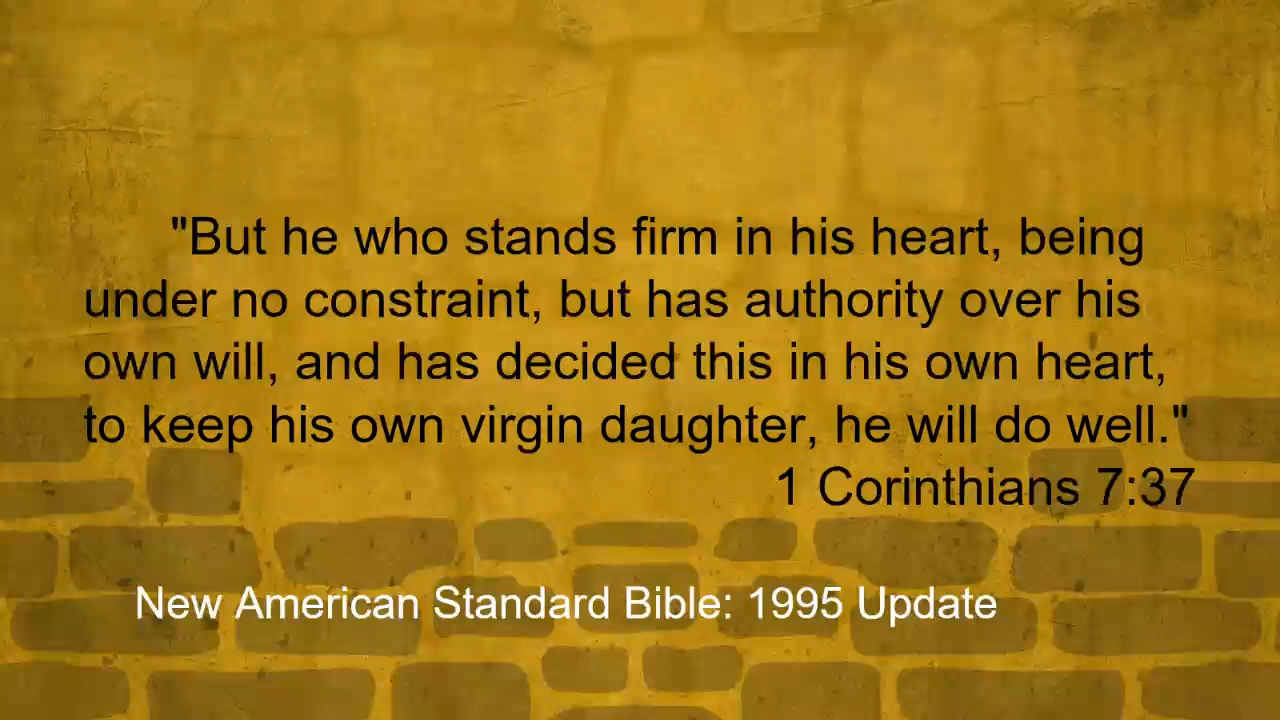 "But he who stands firm in his heart, being
under no constraint, but has authority over his
own will, and has decided this in his own heart,
to keep his own virgin daughter, he will do well."
1 Corinthians 7:37
New American Standard Bible: 1995 Update